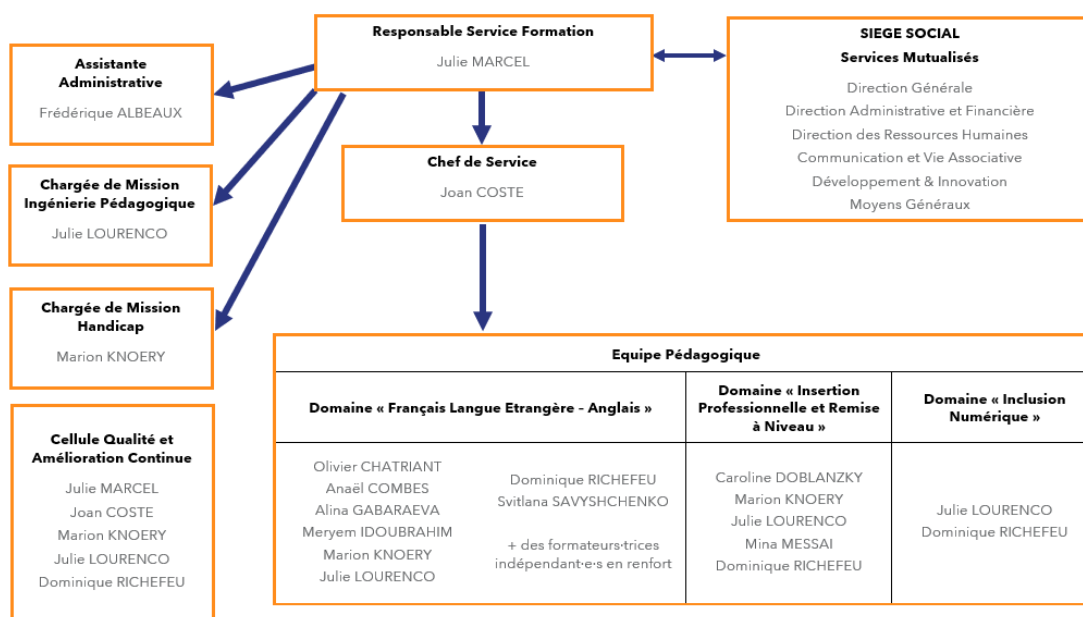 Responsable Service Formation
Julie MARCEL
SIEGE SOCIAL
Services Mutualisés
Direction Générale
Direction Administrative et Financière
Direction des Ressources Humaines
Communication et Vie Associative
Développement & Innovation
Moyens Généraux
Assistante
Administrative
Frédérique ALBEAUX
Chef de Service
Joan COSTE
Chargée de Mission
Ingénierie Pédagogique
Julie LOURENCO
Chargée de Mission
Handicap
Marion KNOERY
Cellule Qualité et
Amélioration Continue
Julie MARCEL
Joan COSTE
Marion KNOERY
Julie LOURENCO
Dominique RICHEFEU
Equipe Pédagogique
Domaine « Français Langue Etrangère – Anglais »
Olivier CHATRIANT
Anaël COMBES
Alina GABARAEVA
Meryem IDOUBRAHIM
Marion KNOERY
Julie LOURENCO
Dominique RICHEFEU
Svitlana SAVYSHCHENKO
+ des formateurs·trices
indépendant·e·s en renfort
Domaine « Insertion
Professionnelle et Remise
à Niveau »
Caroline DOBLANZKY
Marion KNOERY
Julie LOURENCO
Mina MESSAI
Dominique RICHEFEU
Domaine « Inclusion
Numérique »
Julie LOURENCO
Dominique RICHEFEU